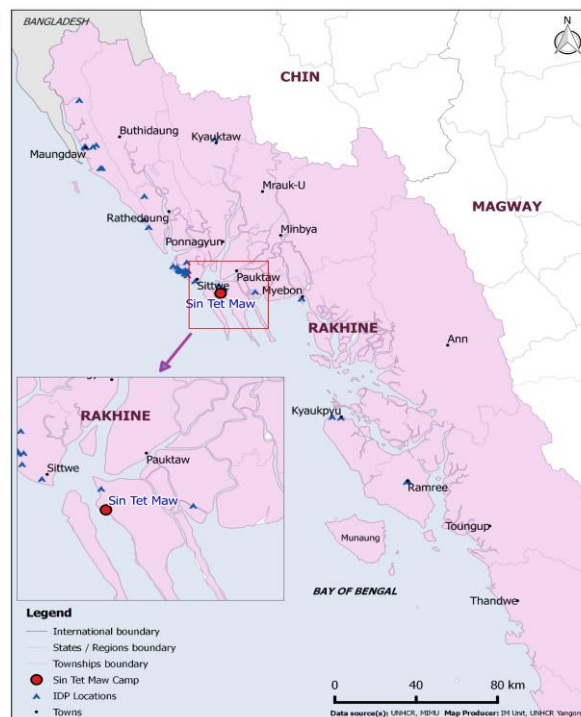 BANGLADESH
N
CHIN
Buthidaung
Kyauktaw
Maungdaw
Mrauk-U
MAGWAY
Rathedaung
Minbya
Ponnagyun
Pauktaw
Sittwe
Myebon
Sin Tet Maw
RAKHINE
Ann
RAKHINE
Kyaukpyu
Pauktaw
Sittwe
Sin Tet Maw
Ramree
Toungup
Munaung
BAY OF BENGAL
Thandwe
Legend
International boundary
States / Regions boundary
Townships boundary
Sin Tet Maw Camp
IDP Locations
Towns
0 40 80 km
Data source(s): UNHCR, MIMU Map Producer: IM Unit, UNHCR Yangon